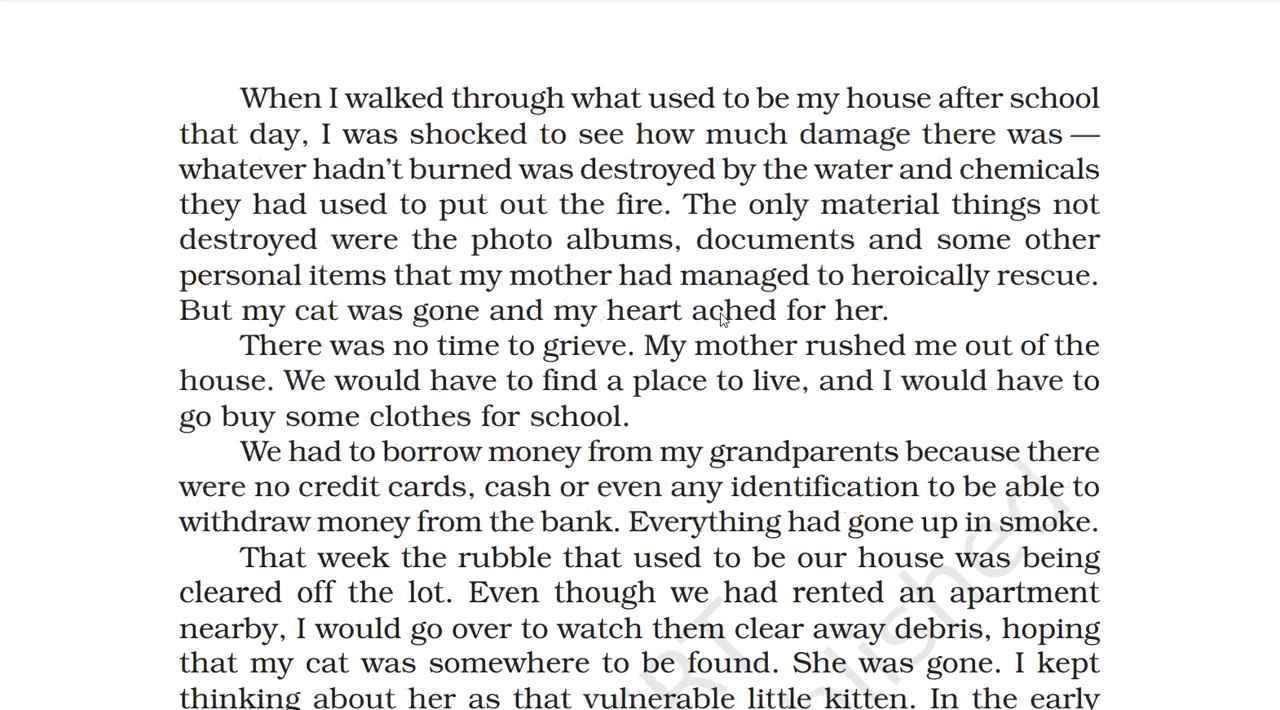 When I walked through what used to be my house after school
that day, I was shocked to see how much damage there was —
whatever hadn't burned was destroyed by the water and chemicals
they had used to put out the fire. The only material things not
destroyed were the photo albums, documents and some other
personal items that my mother had managed to heroically rescue.
But my cat was gone and my heart ached for her.
There was no time to grieve. My mother rushed me out of the
house. We would have to find a place to live, and I would have to
go buy some clothes for school.
We had to borrow money from my grandparents because there
were no credit cards, cash or even any identification to be able to
withdraw money from the bank. Everything had gone up in smoke.
That week the rubble that used to be our house was being
cleared off the lot. Even though we had rented an apartment
nearby, I would go over to watch them clear away debris, hoping
that my cat was somewhere to be found. She was gone. I kept
thinking about her as that vulnerable little kitten. In the early